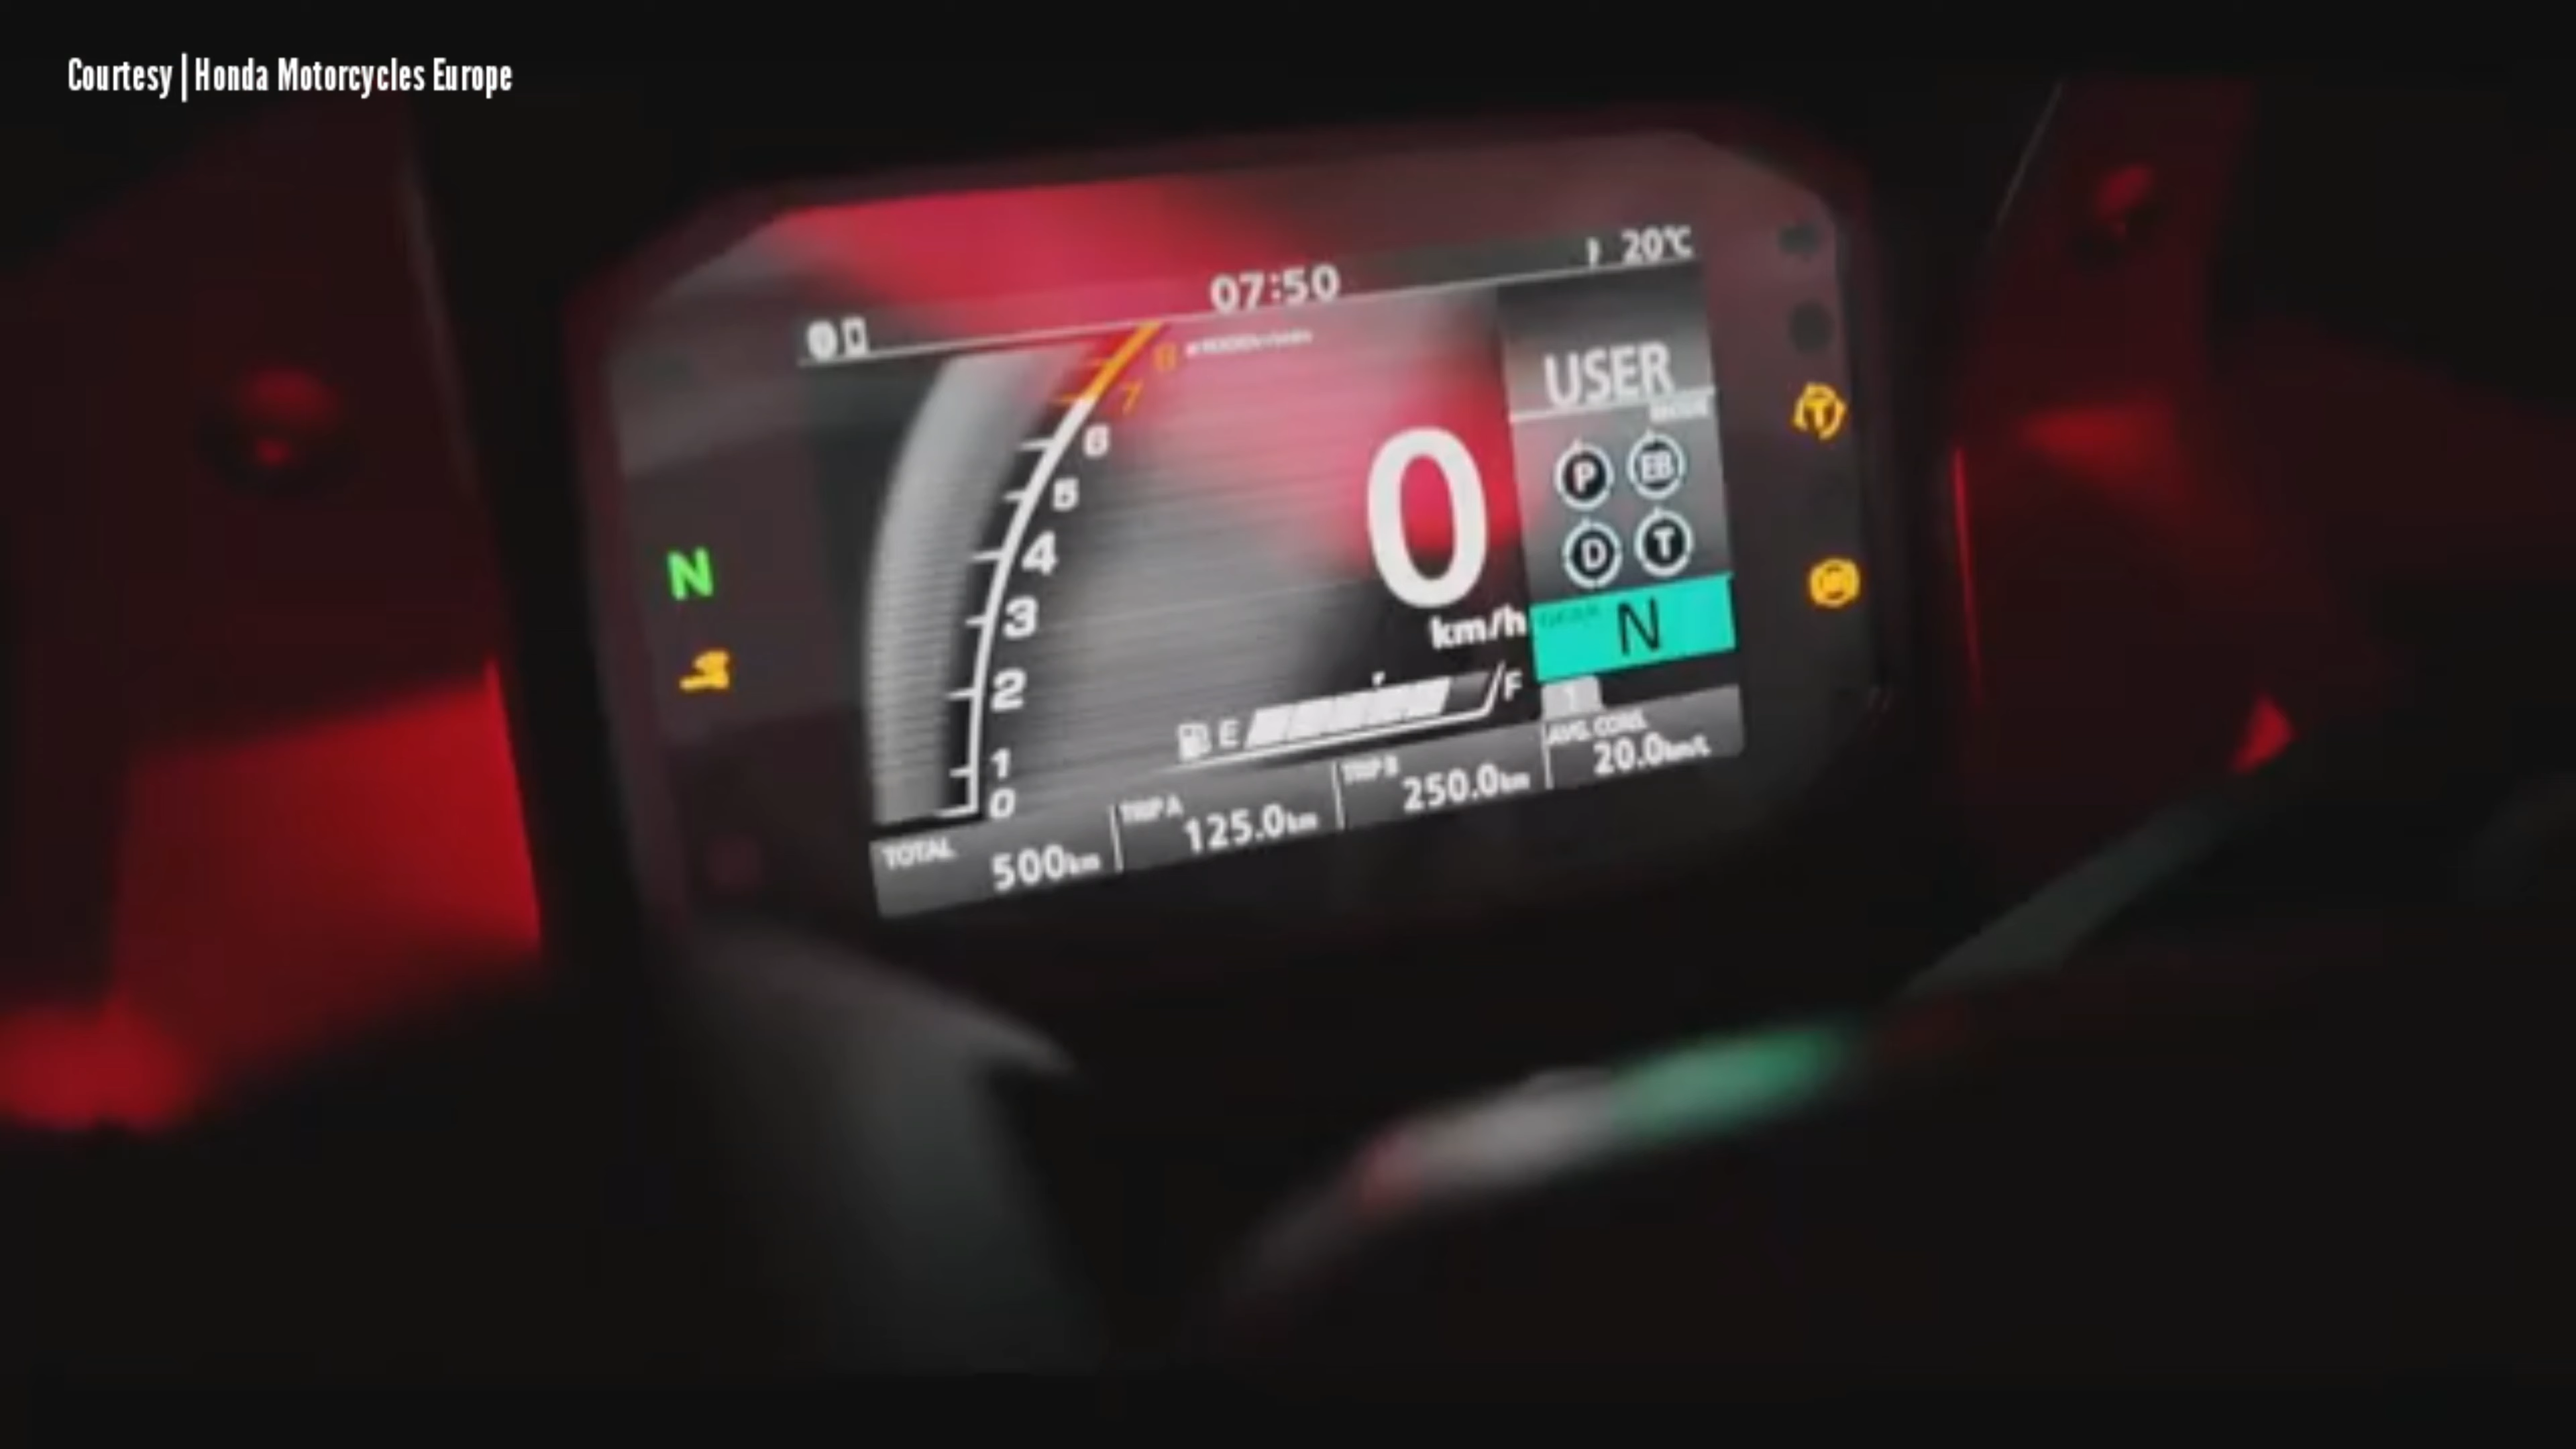 Courtesy | Honda Motorcycles Europe
20°C
07:50
8
7
6
5
4
3
2
1
0
USER
P EB
D T
0
km/h
N
N
E F
TOTAL 500km
TRIP A 125.0km
TRIP B 250.0km
AVG. CONS. 20.0km/L